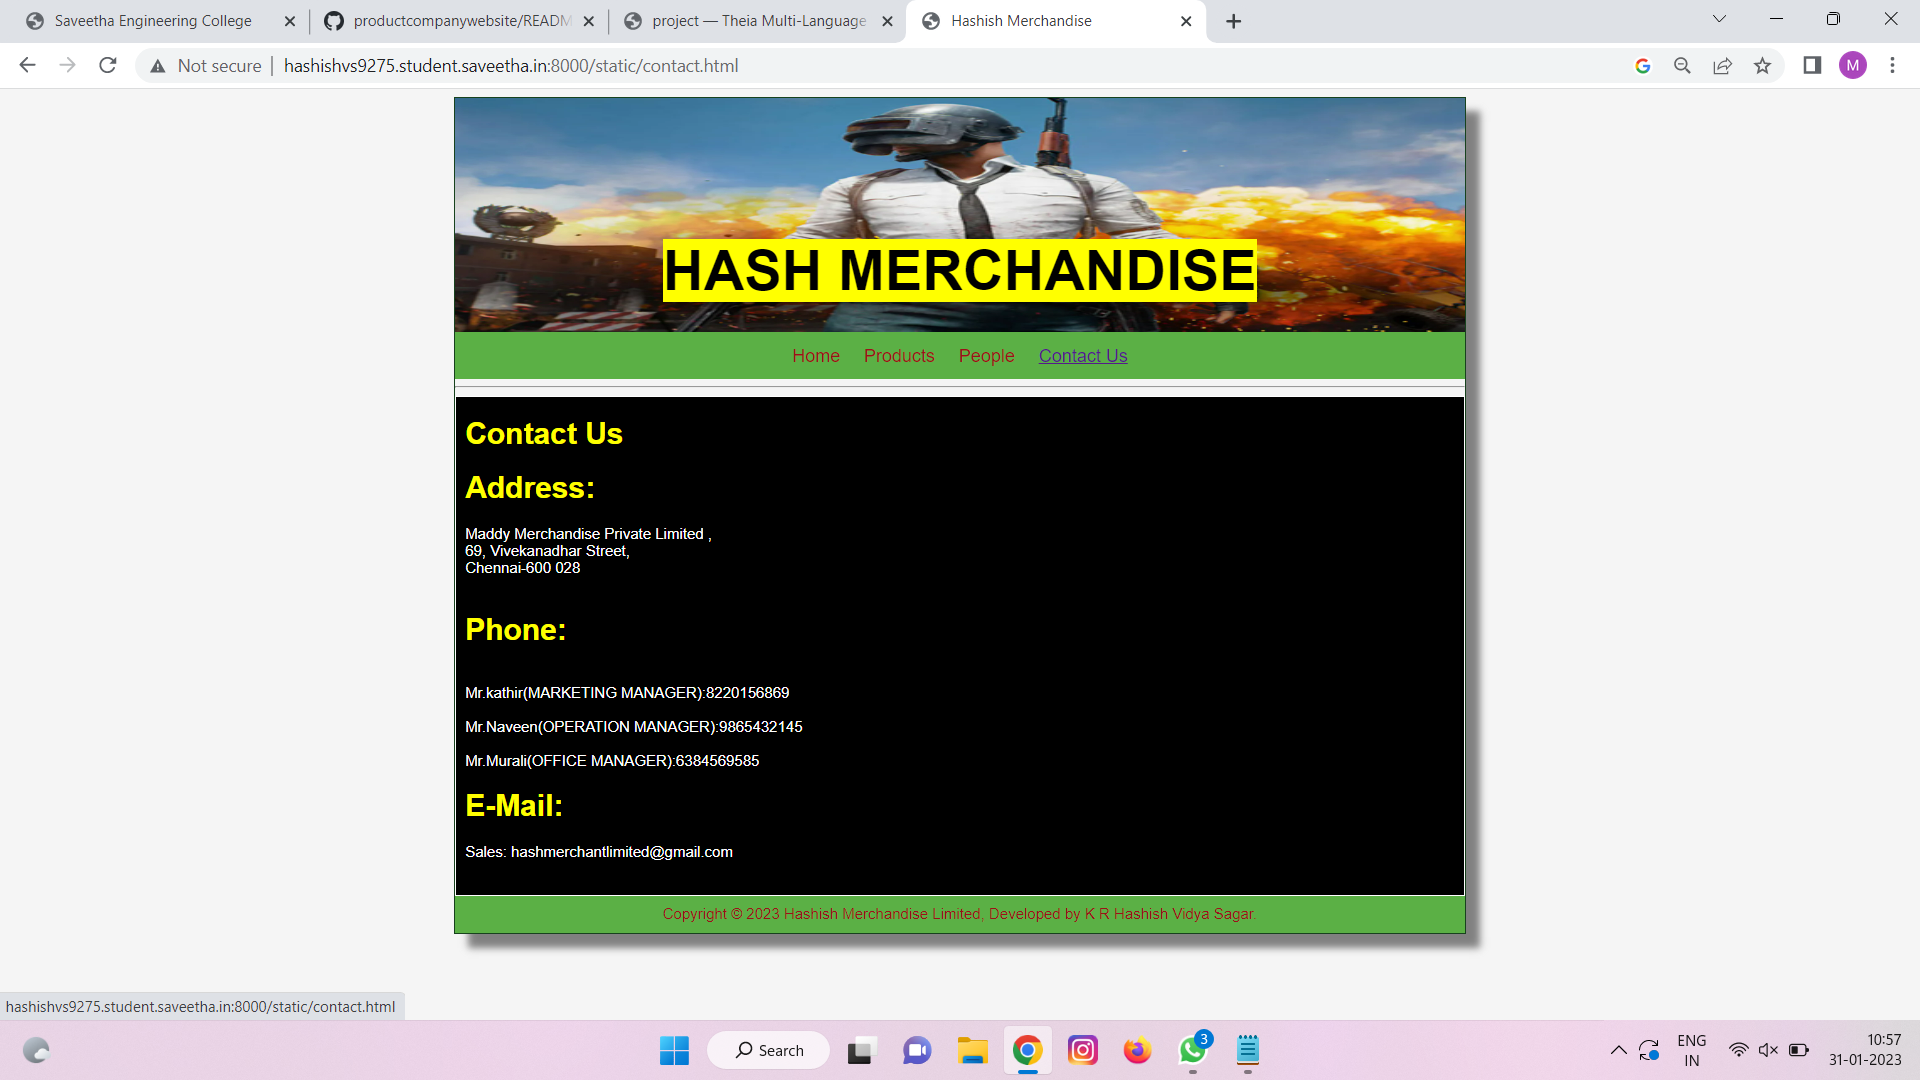 Saveetha Engineering College
productcompanywebsite/READM
project — Theia Multi-Language
Hashish Merchandise
Not secure
hashishvs9275.student.saveetha.in:8000/static/contact.html
M
HASH MERCHANDISE
Home Products People Contact Us
Contact Us
Address:
Maddy Merchandise Private Limited ,
69, Vivekanadhar Street,
Chennai-600 028
Phone:
Mr.kathir(MARKETING MANAGER):8220156869
Mr.Naveen(OPERATION MANAGER):9865432145
Mr.Murali(OFFICE MANAGER):6384569585
E-Mail:
Sales: hashmerchantlimited@gmail.com
Copyright © 2023 Hashish Merchandise Limited, Developed by K R Hashish Vidya Sagar.
hashishvs9275.student.saveetha.in:8000/static/contact.html
Search
3
ENG
IN
10:57
31-01-2023